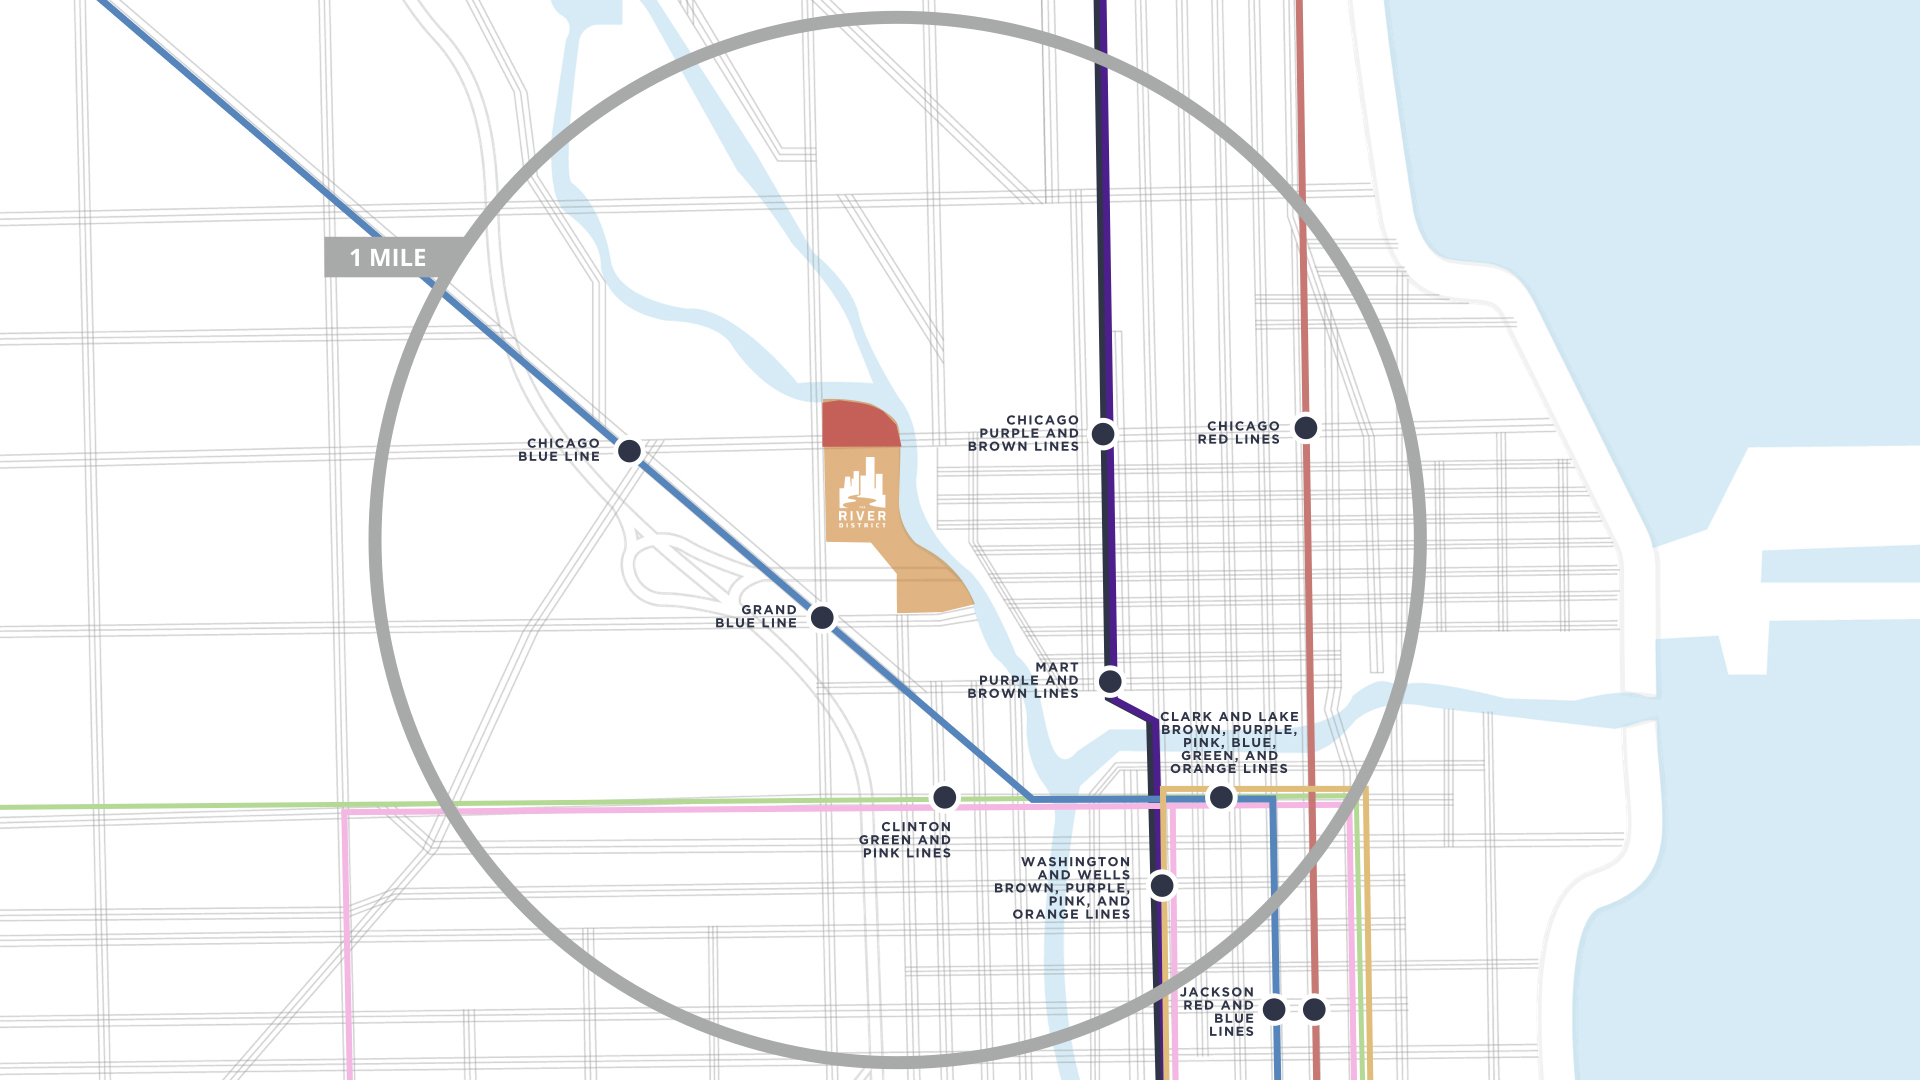 1 MILE
CHICAGO
PURPLE AND
BROWN LINES
CHICAGO
RED LINES
CHICAGO
BLUE LINE
RIVER
DISTRICT
GRAND
BLUE LINE
MART
PURPLE AND
BROWN LINES
CLARK AND LAKE
BROWN, PURPLE,
PINK, BLUE,
GREEN, AND
ORANGE LINES
CLINTON
GREEN AND
PINK LINES
WASHINGTON
AND WELLS
BROWN, PURPLE,
PINK, AND
ORANGE LINES
JACKSON
RED AND
BLUE
LINES